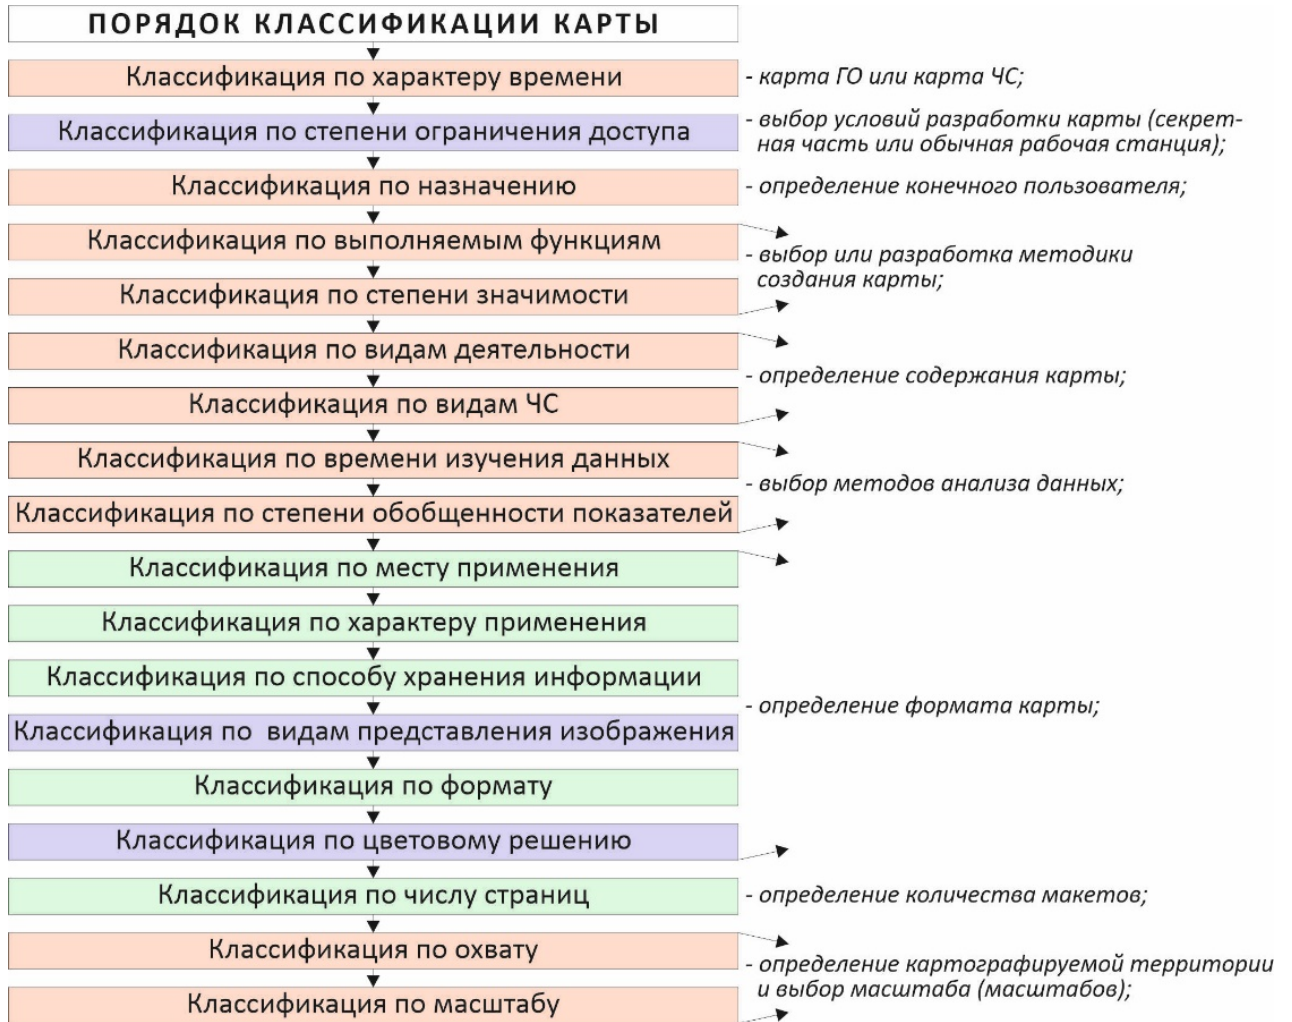 ПОРЯДОК КЛАССИФИКАЦИИ КАРТЫ
Классификация по характеру времени
- карта ГО или карта ЧС;
Классификация по степени ограничения доступа
- выбор условий разработки карты (секрет-
ная часть или обычная рабочая станция);
Классификация по назначению
- определение конечного пользователя;
Классификация по выполняемым функциям
- выбор или разработка методики
создания карты;
Классификация по степени значимости
Классификация по видам деятельности
- определение содержания карты;
Классификация по видам ЧС
Классификация по времени изучения данных
- выбор методов анализа данных;
Классификация по степени обобщенности показателей
Классификация по месту применения
Классификация по характеру применения
Классификация по способу хранения информации
- определение формата карты;
Классификация по видам представления изображения
Классификация по формату
Классификация по цветовому решению
Классификация по числу страниц
- определение количества макетов;
Классификация по охвату
- определение картографируемой территории
и выбор масштаба (масштабов);
Классификация по масштабу